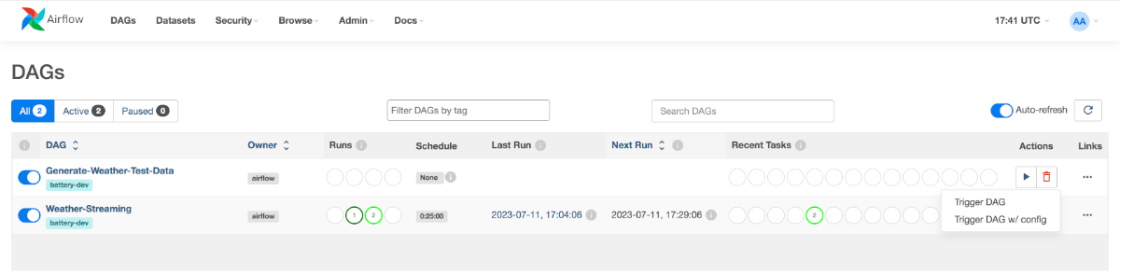 Airflow DAGs Datasets Security Browse Admin Docs 17:41 UTC AA
DAGs
All 2 Active 2 Paused 0 Filter DAGs by tag Search DAGs Auto-refresh
DAG Owner Runs Schedule Last Run Next Run Recent Tasks Actions Links
Generate-Weather-Test-Data
battery-dev
airflow None
Weather-Streaming
battery-dev
airflow 1 2 0:25:00 2023-07-11, 17:04:06 2023-07-11, 17:29:06 2
Trigger DAG
Trigger DAG w/ config